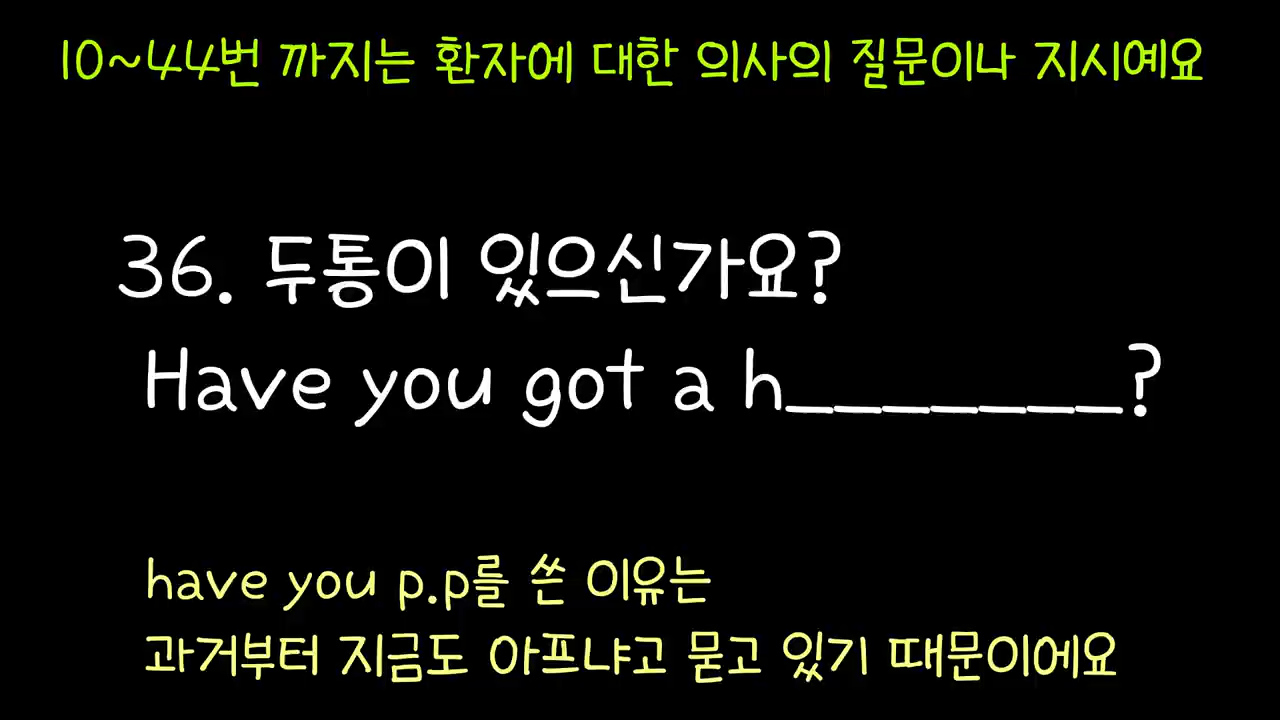 10~44번 까지는 환자에 대한 의사의 질문이나 지시예요
36. 두통이 있으신가요?
Have you got a h_______?
have you p.p를 쓴 이유는
과거부터 지금도 아프냐고 묻고 있기 때문이에요